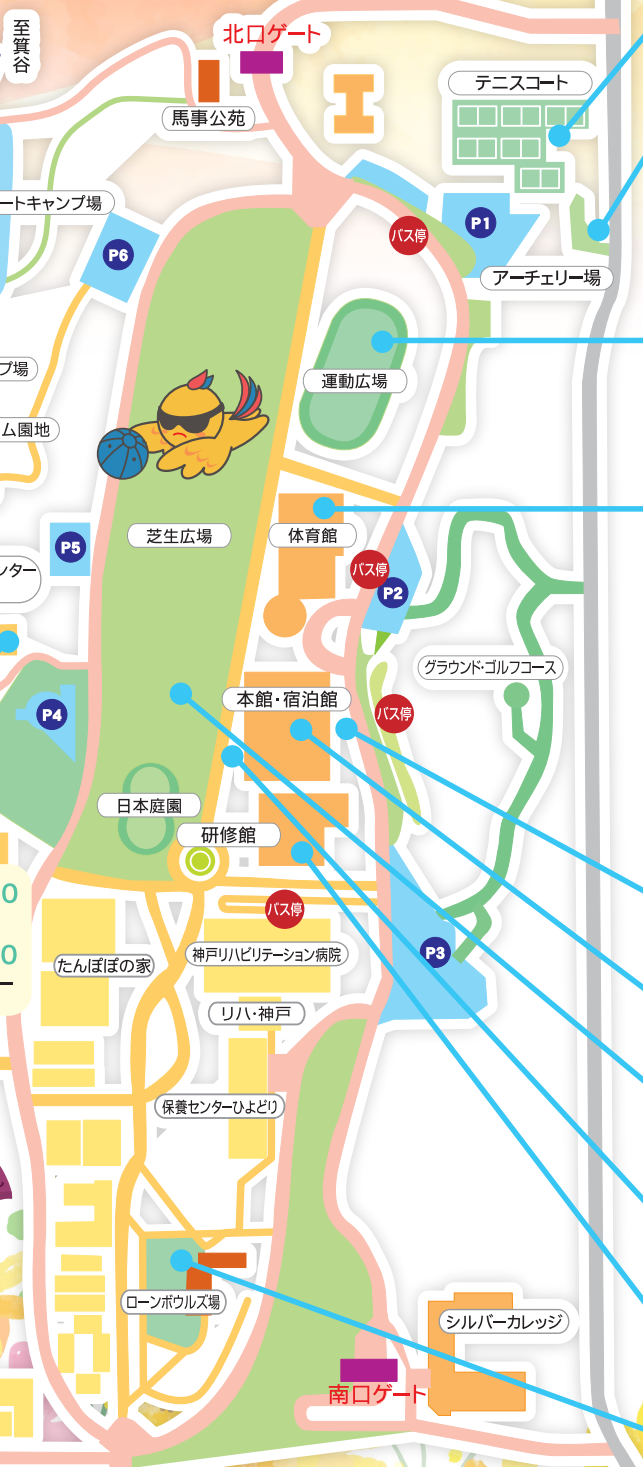 至箕谷
北口ゲート
馬事公苑
テニスコート
ートキャンプ場
P6
バス停
P1
アーチェリー場
プ場
運動広場
ム園地
芝生広場
体育館
P5
ンター
バス停
P2
グラウンド・ゴルフコース
本館・宿泊館
P4
バス停
日本庭園
研修館
0
バス停
0
たんぽぽの家
神戸リハビリテーション病院
P3
リハ・神戸
保養センターひよどり
ローンボウルズ場
シルバーカレッジ
南口ゲート